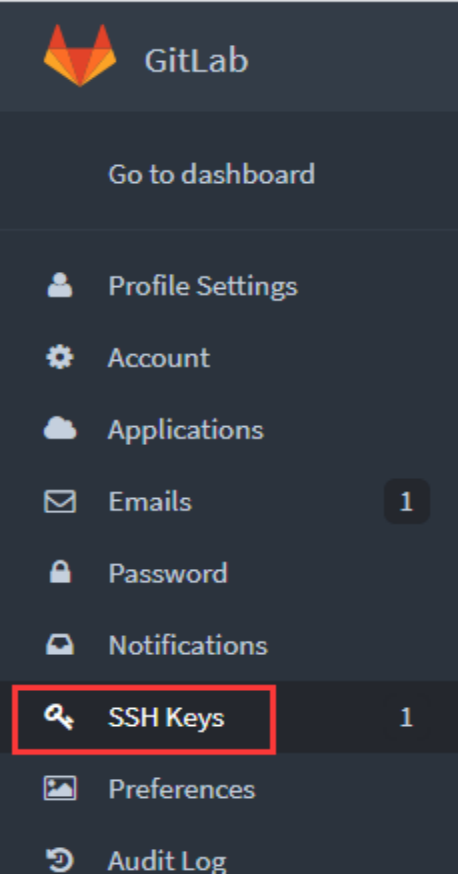 GitLab
Go to dashboard
Profile Settings
Account
Applications
Emails 1
Password
Notifications
SSH Keys 1
Preferences
Audit Log